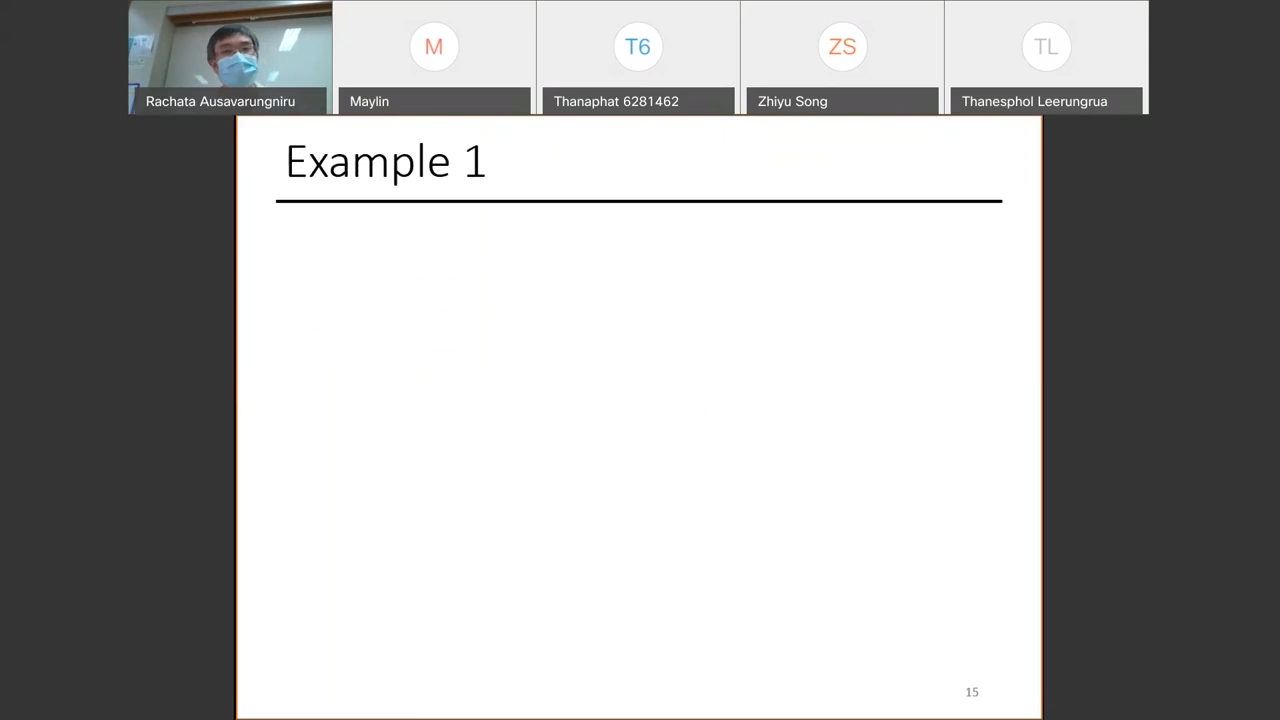 M
T6
ZS
TL
Rachata Ausavarungniru
Maylin
Thanaphat 6281462
Zhiyu Song
Thanesphol Leerungrua
Example 1
15